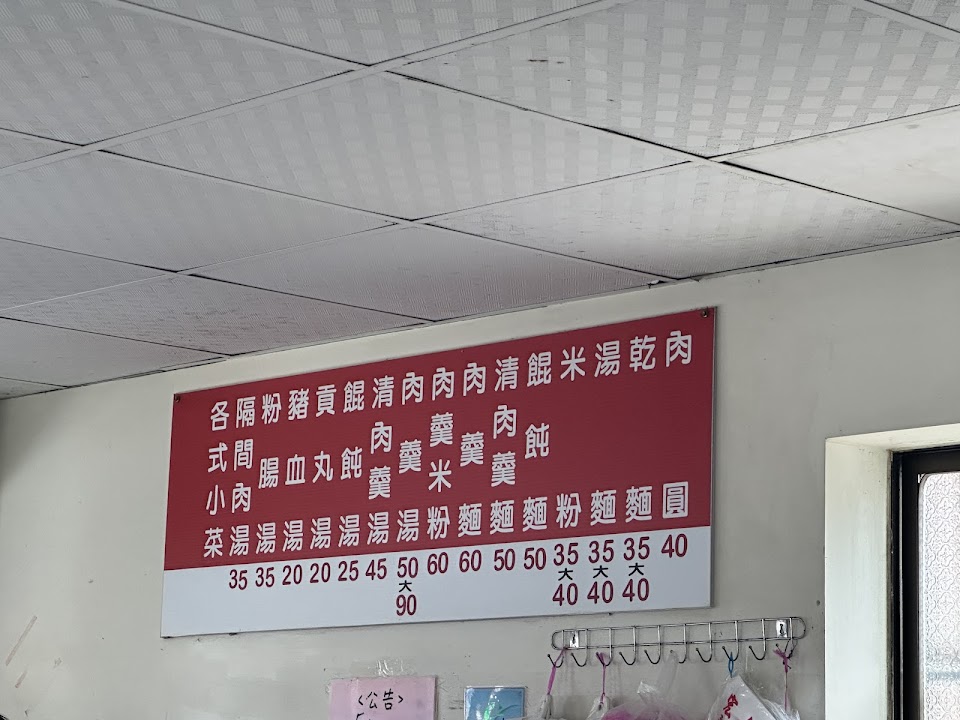 肉圓 40
乾麵 35 大 40
湯麵 35 大 40
米粉 35 大 40
餛飩麵 50
清肉羹麵 50
肉羹麵 60
肉羹米粉 60
肉羹湯 50 大 90
清肉羹湯 45
餛飩湯 25
貢丸湯 20
豬血湯 20
粉腸湯 35
隔間肉湯 35
各式小菜
<公告>